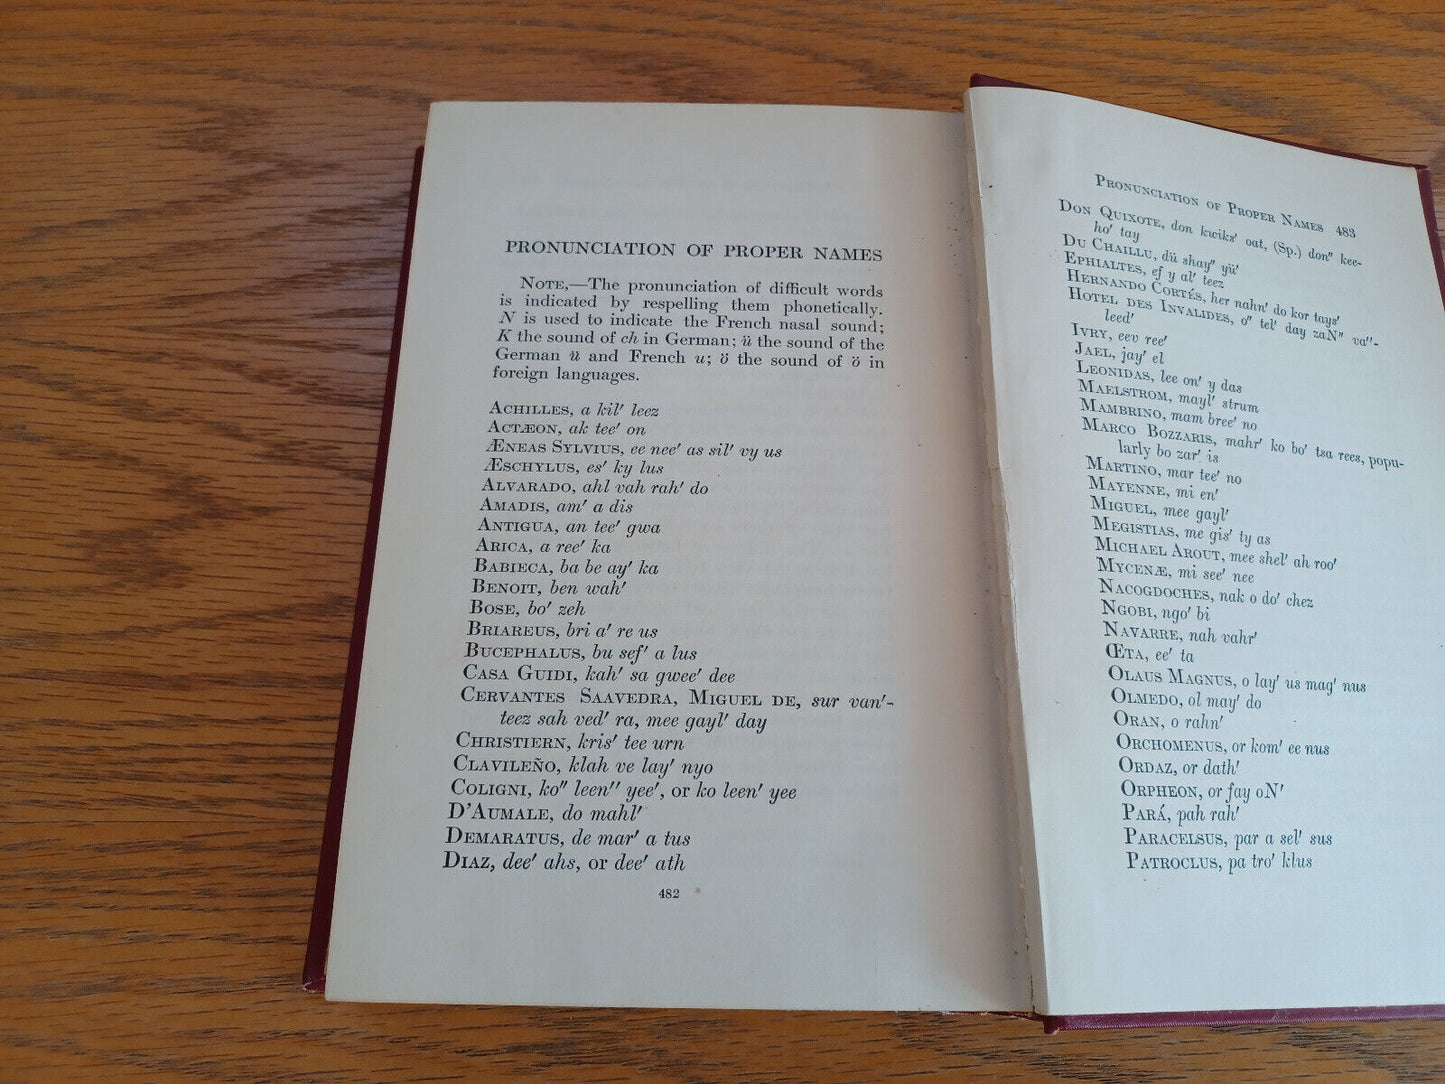 PRONUNCIATION OF PROPER NAMES
NOTE.—The pronunciation of difficult words
is indicated by respelling them phonetically.
N is used to indicate the French nasal sound;
K the sound of ch in German; ü the sound of the
German ü and French u; ö the sound of ö in
foreign languages.
ACHILLES, a kil′ leez
ACTÆON, ak tee′ on
ÆNEAS SYLVIUS, ee nee′ as sil′ vy us
ÆSCHYLUS, es′ ky lus
ALVARADO, ahl vah rah′ do
AMADIS, am′ a dis
ANTIGUA, an tee′ gwa
ARICA, a ree′ ka
BABIECA, ba be ay′ ka
BENOIT, ben wah′
BOSE, bo′ zeh
BRIAREUS, bri a′ re us
BUCEPHALUS, bu sef′ a lus
CASA GUIDI, kah′ sa gwee′ dee
CERVANTES SAAVEDRA, MIGUEL DE, sur van′-
teez sah ved′ ra, mee gayl′ day
CHRISTIERN, kris′ tee urn
CLAVILEÑO, klah ve lay′ nyo
COLIGNI, ko″ leen″ yee′, or ko leen′ yee
D'AUMALE, do mahl′
DEMARATUS, de mar′ a tus
DIAZ, dee′ ahs, or dee′ ath
482
PRONUNCIATION OF PROPER NAMES 483
DON QUIXOTE, don kwiks′ oat, (Sp.) don″ kee-
ho′ tay
DU CHAILLU, dü shay″ yü′
EPHIALTES, ef y al′ teez
HERNANDO CORTÉS, her nahn′ do kor tays′
HOTEL DES INVALIDES, o″ tel′ day zaN″ va″-
leed′
IVRY, eev ree′
JAEL, jay′ el
LEONIDAS, lee on′ y das
MAELSTROM, mayl′ strum
MAMBRINO, mam bree′ no
MARCO BOZZARIS, mahr′ ko bo′ tsa rees, popu-
larly bo zar′ is
MARTINO, mar tee′ no
MAYENNE, mi en′
MIGUEL, mee gayl′
MEGISTIAS, me gis′ ty as
MICHAEL AROUT, mee shel′ ah roo′
MYCENÆ, mi see′ nee
NACOGDOCHES, nak o do′ chez
NGOBI, ngo′ bi
NAVARRE, nah vahr′
ŒTA, ee′ ta
OLAUS MAGNUS, o lay′ us mag′ nus
OLMEDO, ol may′ do
ORAN, o rahn′
ORCHOMENUS, or kom′ ee nus
ORDAZ, or dath′
ORPHEON, or fay oN′
PARÁ, pah rah′
PARACELSUS, par a sel′ sus
PATROCLUS, pa tro′ klus